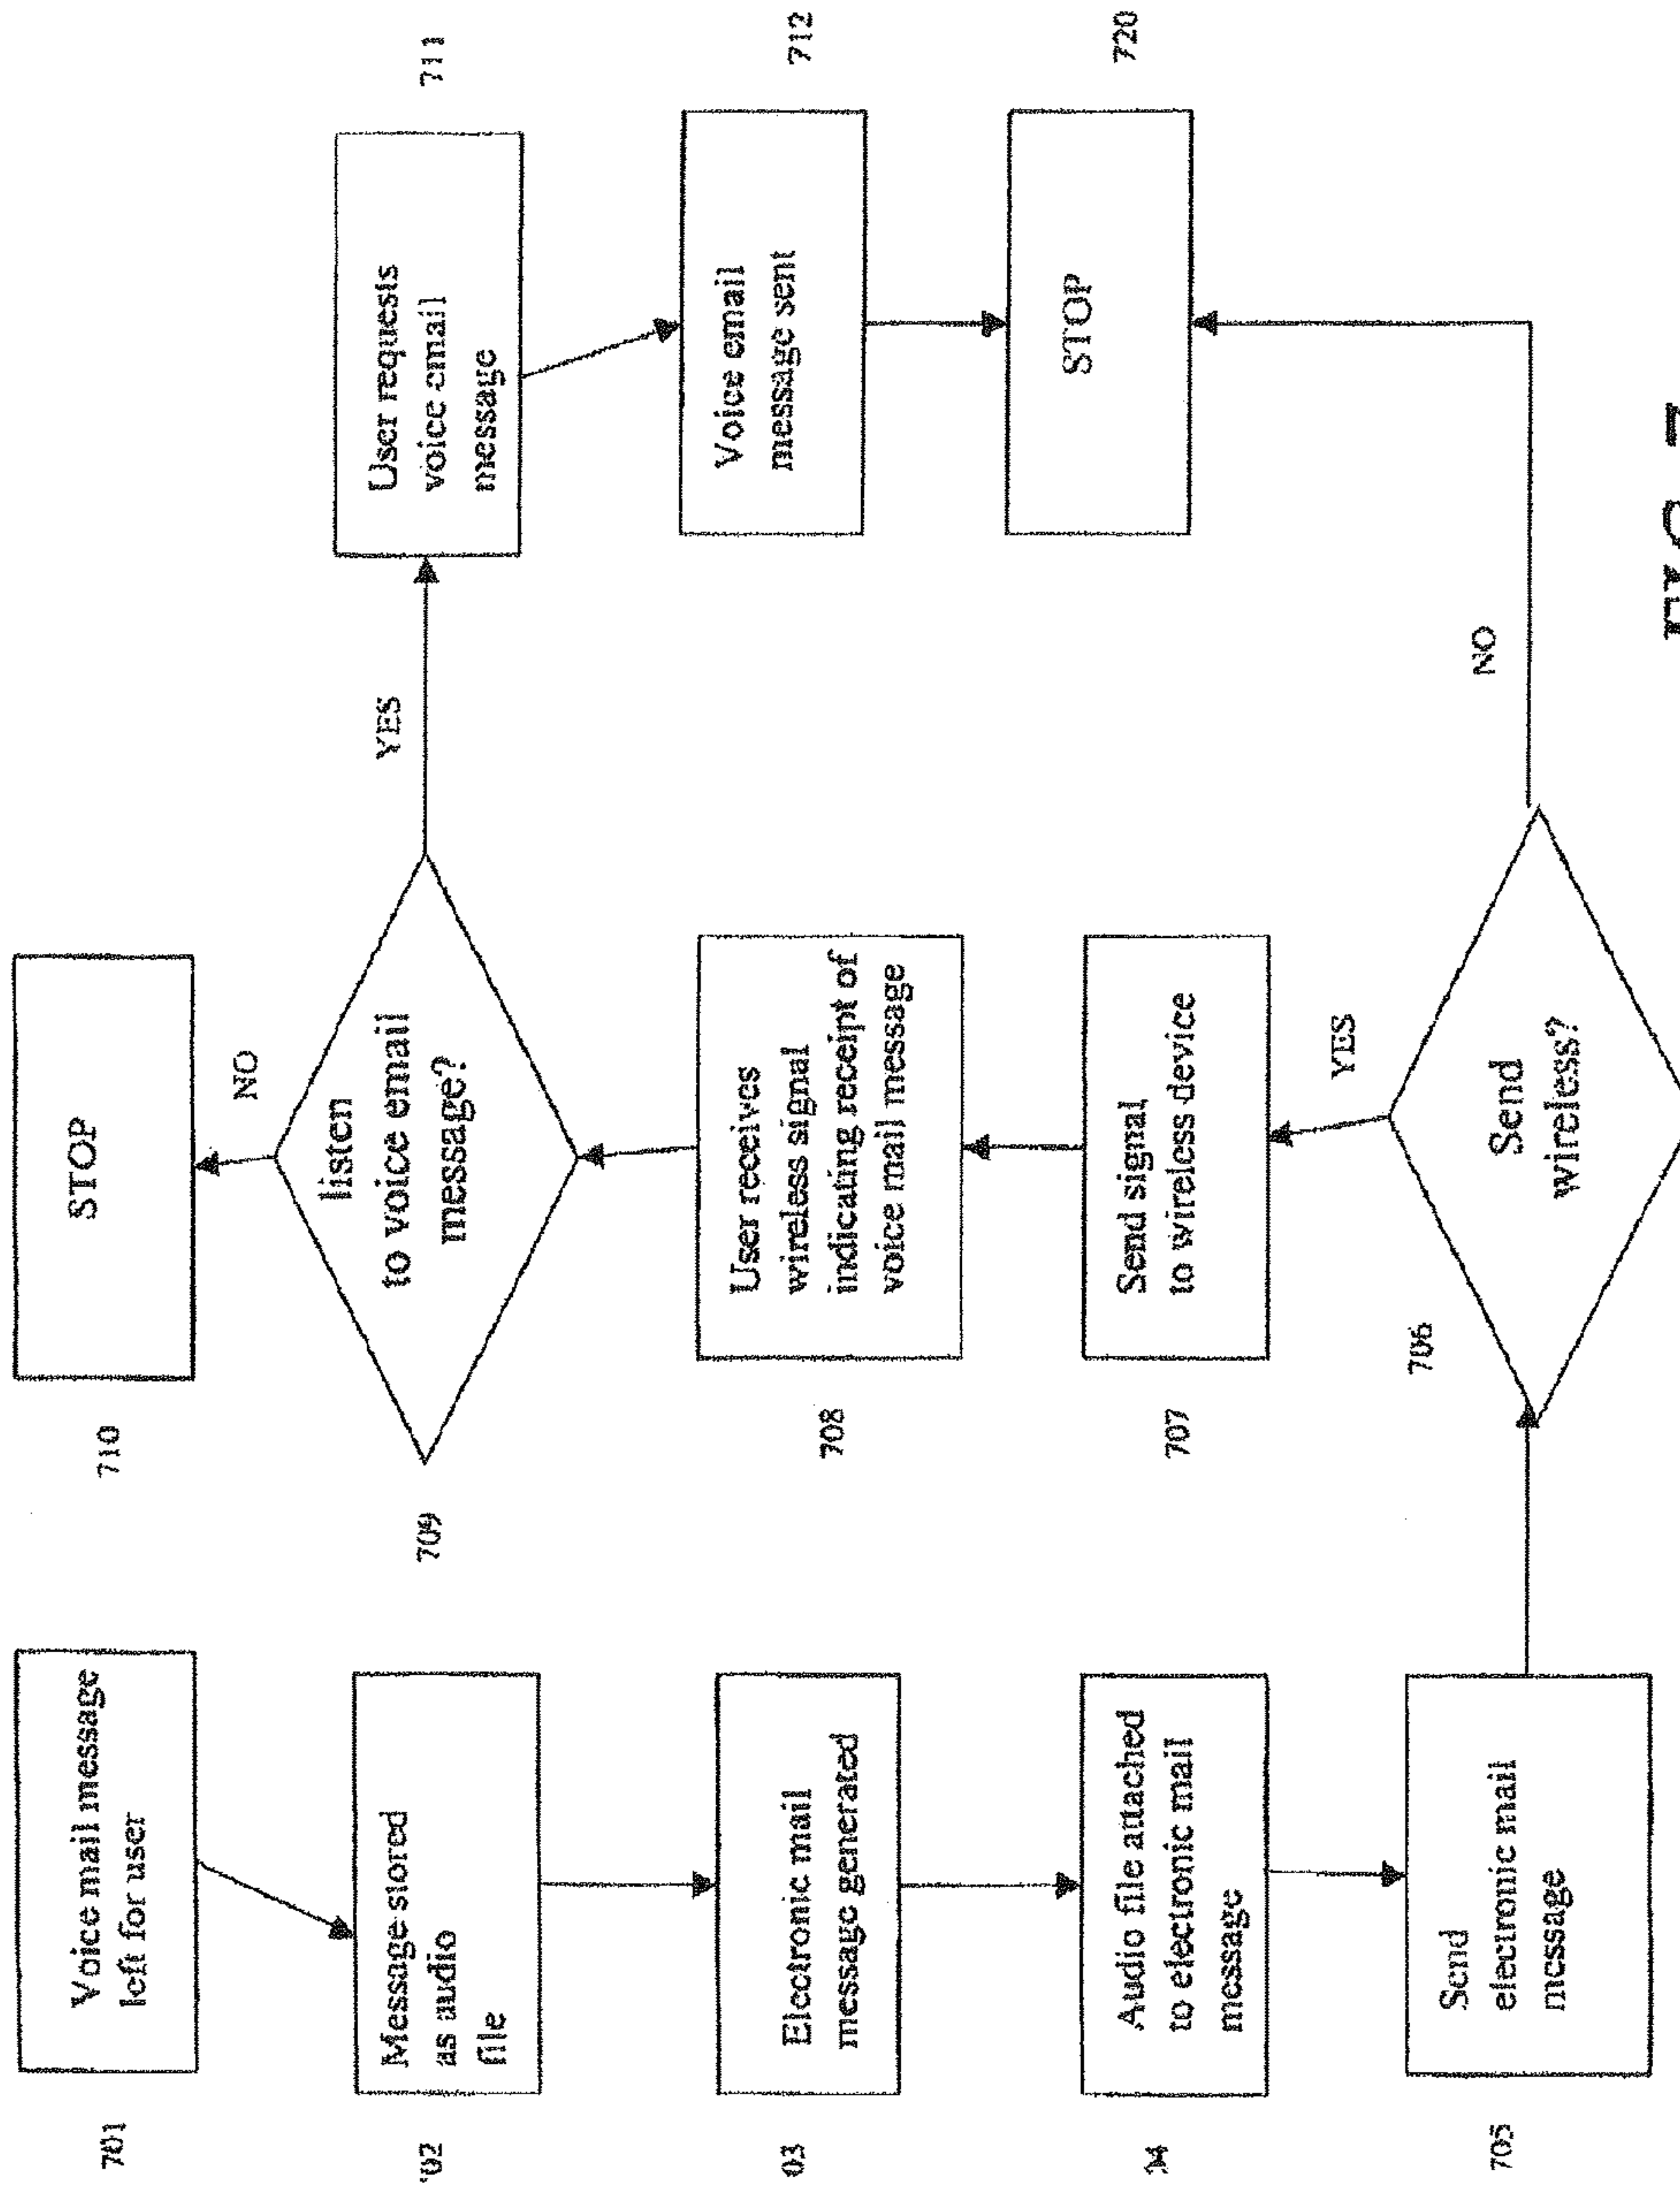 701
Voice mail message
left for user
'02
Message stored
as audio
file
03
Electronic mail
message generated
04
Audio file attached
to electronic mail
message
705
Send
electronic mail
message
706
Send
wireless?
YES
NO
707
Send signal
to wireless device
708
User receives
wireless signal
indicating receipt of
voice mail message
709
listen
to voice email
message?
NO
YES
710
STOP
711
User requests
voice email
message
712
Voice email
message sent
720
STOP